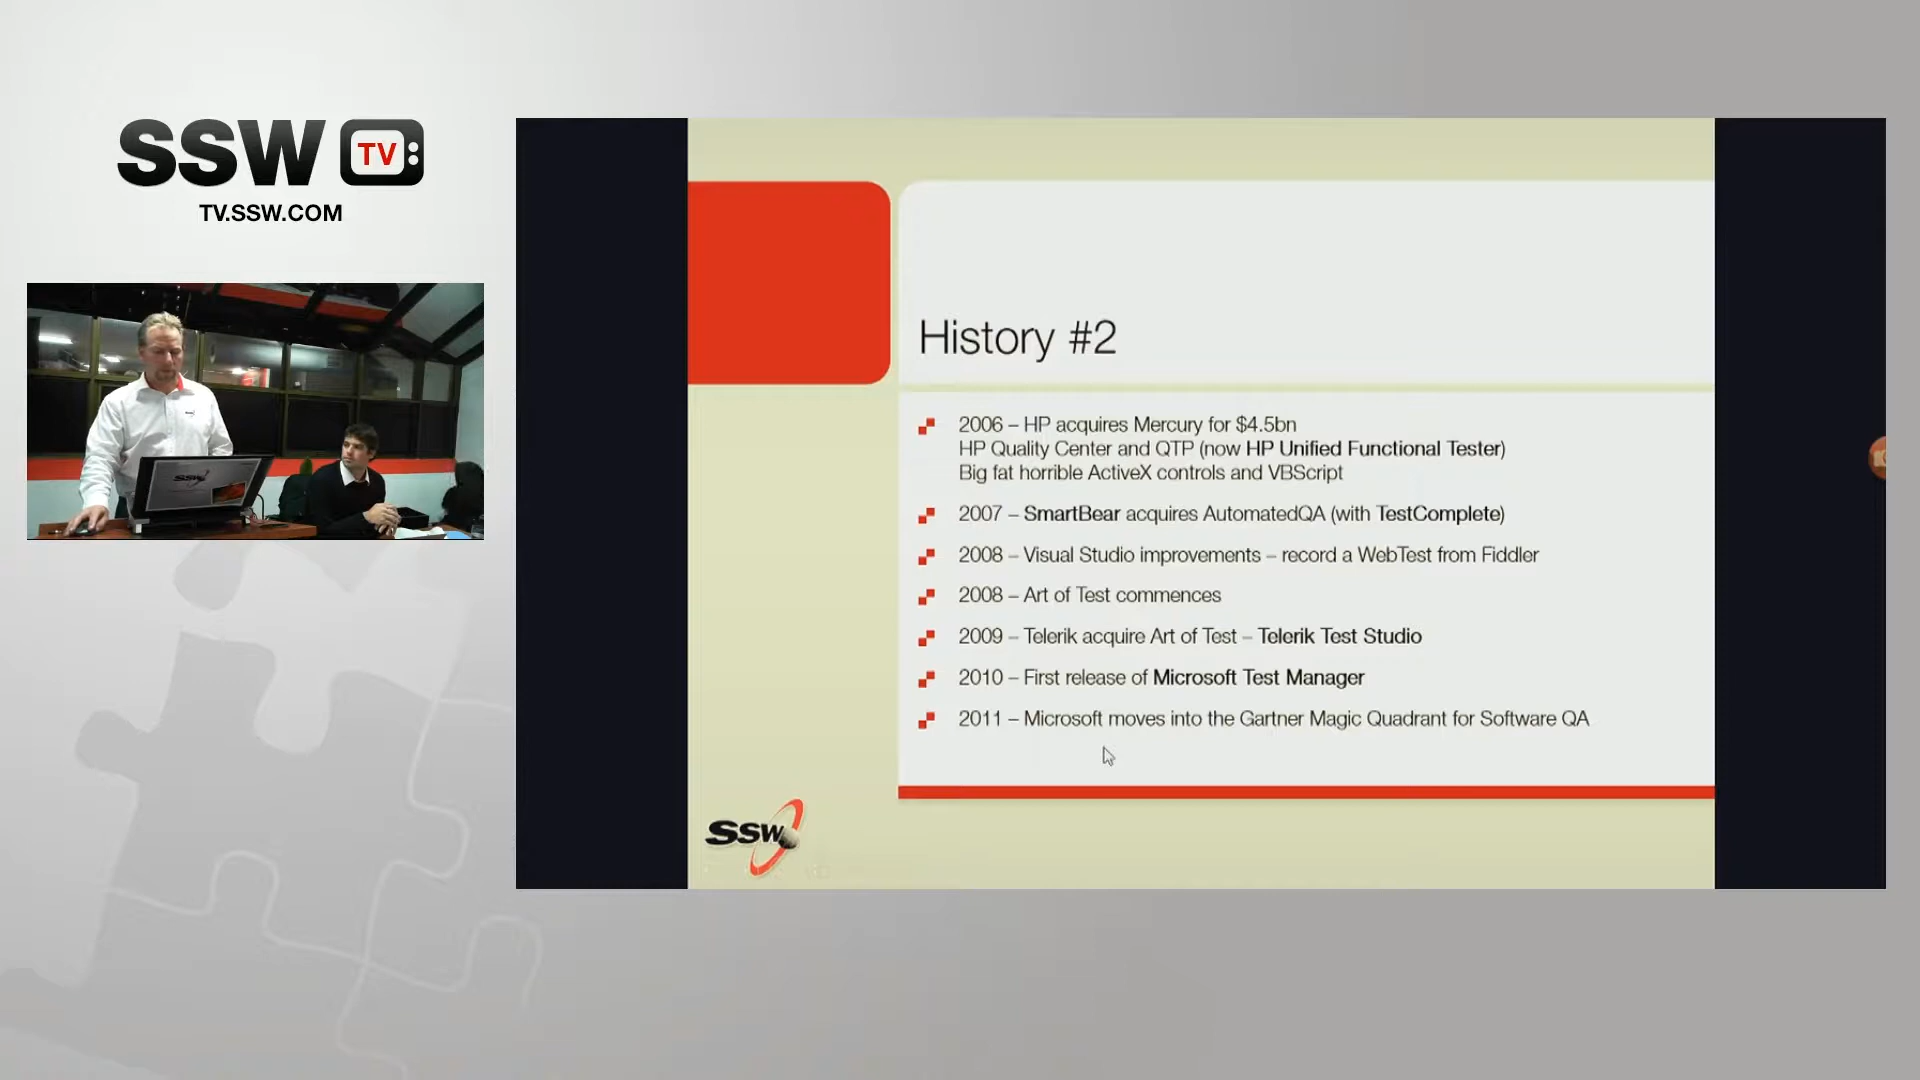 SSW TV
TV.SSW.COM
SSW
History #2
2006 – HP acquires Mercury for $4.5bn
HP Quality Center and QTP (now HP Unified Functional Tester)
Big fat horrible ActiveX controls and VBScript
2007 – SmartBear acquires AutomatedQA (with TestComplete)
2008 – Visual Studio improvements – record a WebTest from Fiddler
2008 – Art of Test commences
2009 – Telerik acquire Art of Test – Telerik Test Studio
2010 – First release of Microsoft Test Manager
2011 – Microsoft moves into the Gartner Magic Quadrant for Software QA
SSW